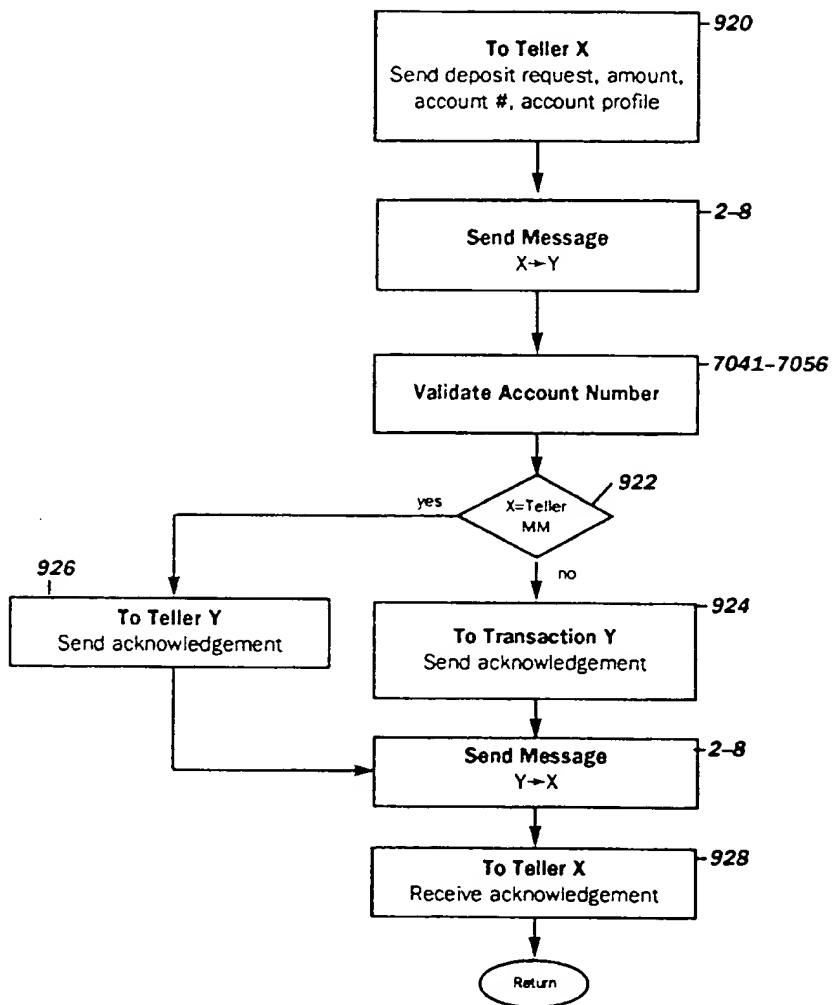 920
To Teller X
Send deposit request, amount,
account #, account profile
2–8
Send Message
X→Y
7041–7056
Validate Account Number
922
X=Teller
MM
yes
no
926
To Teller Y
Send acknowledgement
924
To Transaction Y
Send acknowledgement
2–8
Send Message
Y→X
928
To Teller X
Receive acknowledgement
Return